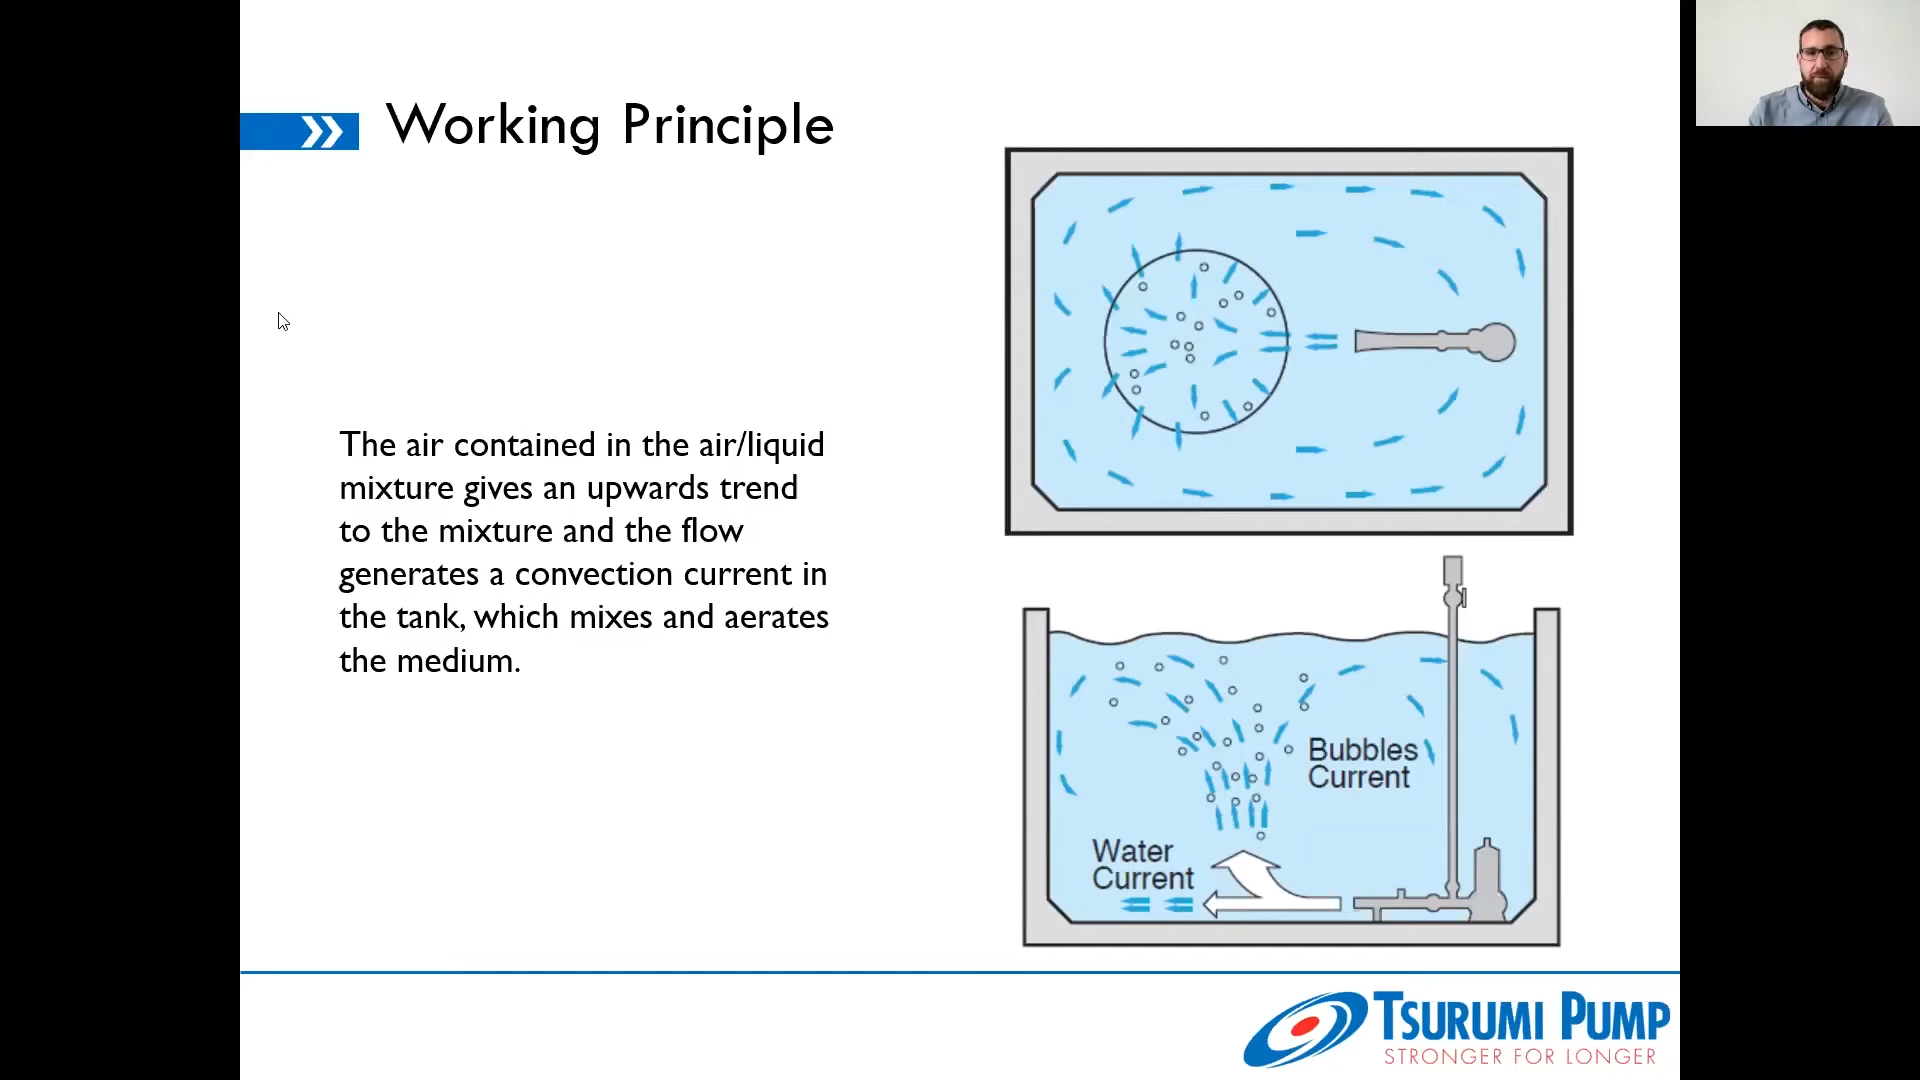 Working Principle
The air contained in the air/liquid
mixture gives an upwards trend
to the mixture and the flow
generates a convection current in
the tank, which mixes and aerates
the medium.
Bubbles
Current
Water
Current
TSURUMI PUMP
STRONGER FOR LONGER